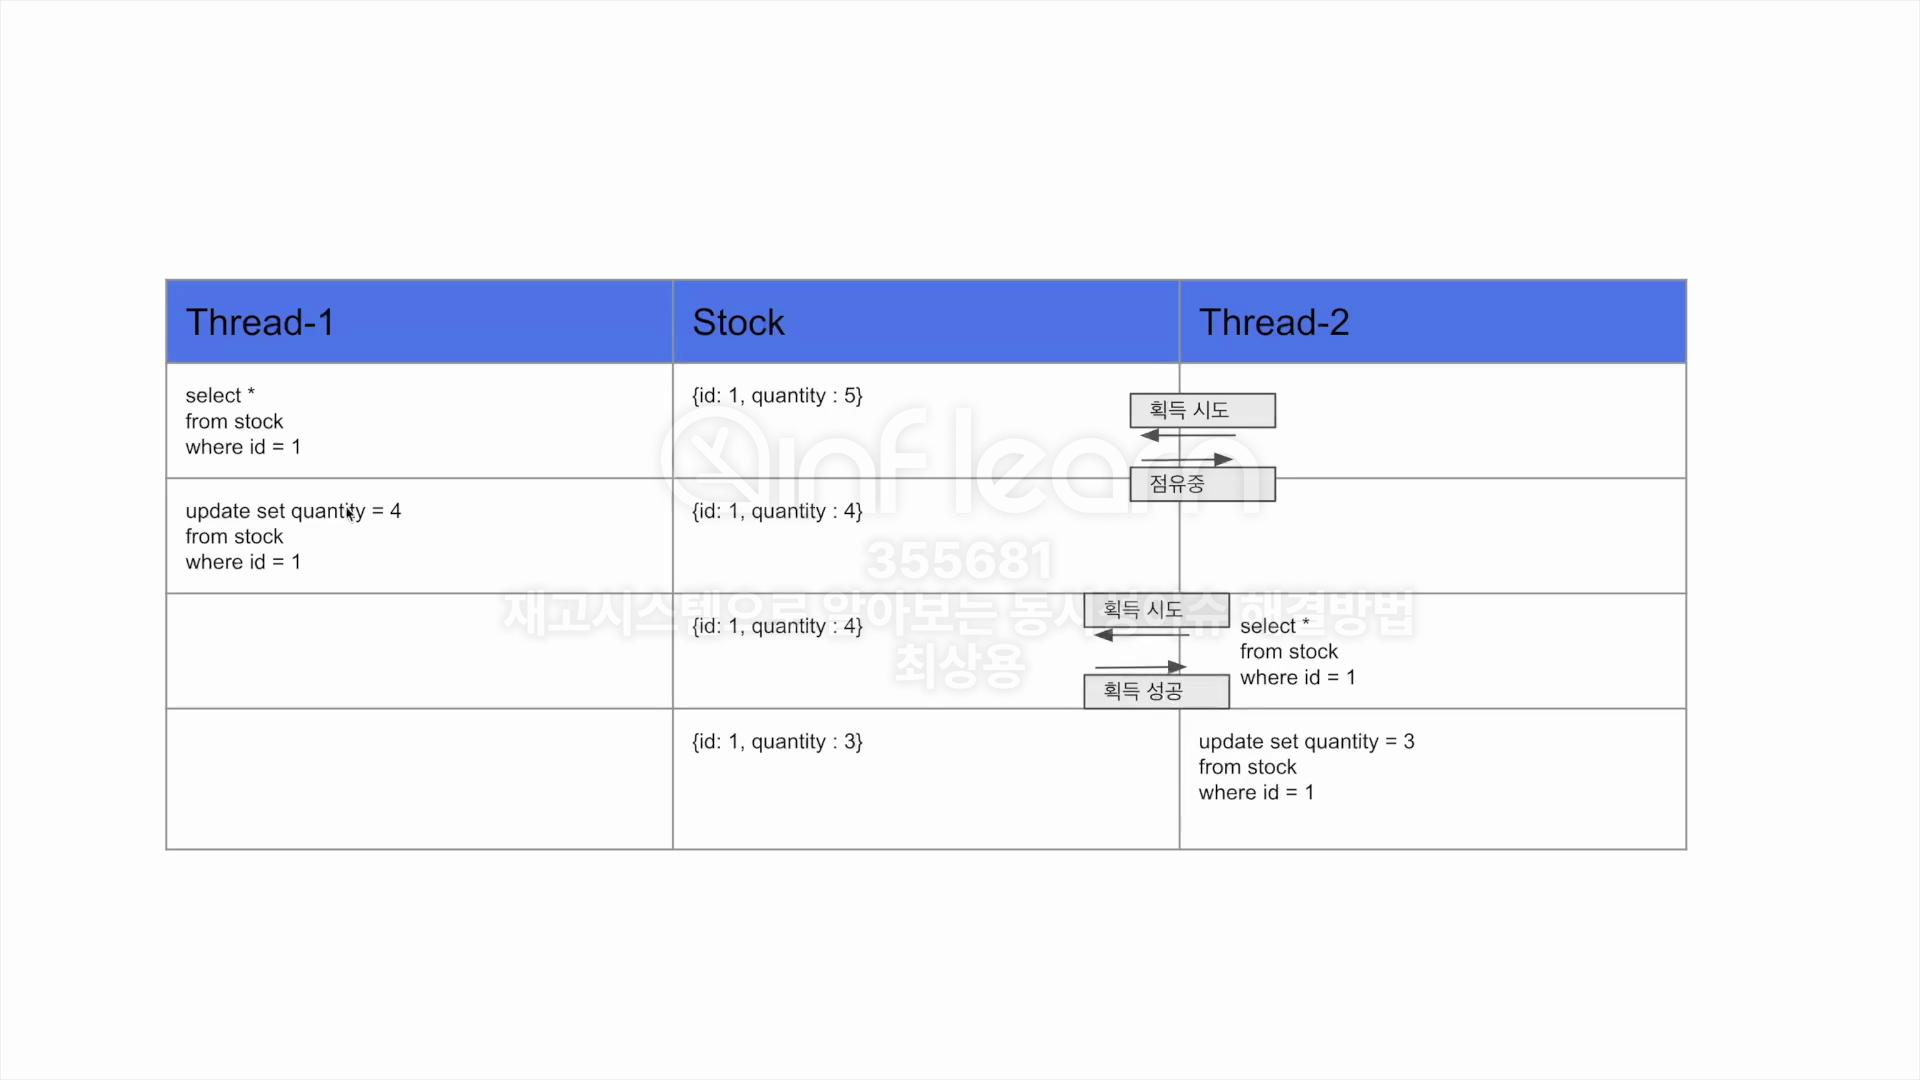 Thread-1
Stock
Thread-2
select *
from stock
where id = 1
{id: 1, quantity : 5}
획득 시도
점유중
update set quantity = 4
from stock
where id = 1
{id: 1, quantity : 4}
{id: 1, quantity : 4}
획득 시도
획득 성공
select *
from stock
where id = 1
{id: 1, quantity : 3}
update set quantity = 3
from stock
where id = 1
inflearn
355681
재고시스템으로 알아보는 동시성이슈 해결방법
최상용